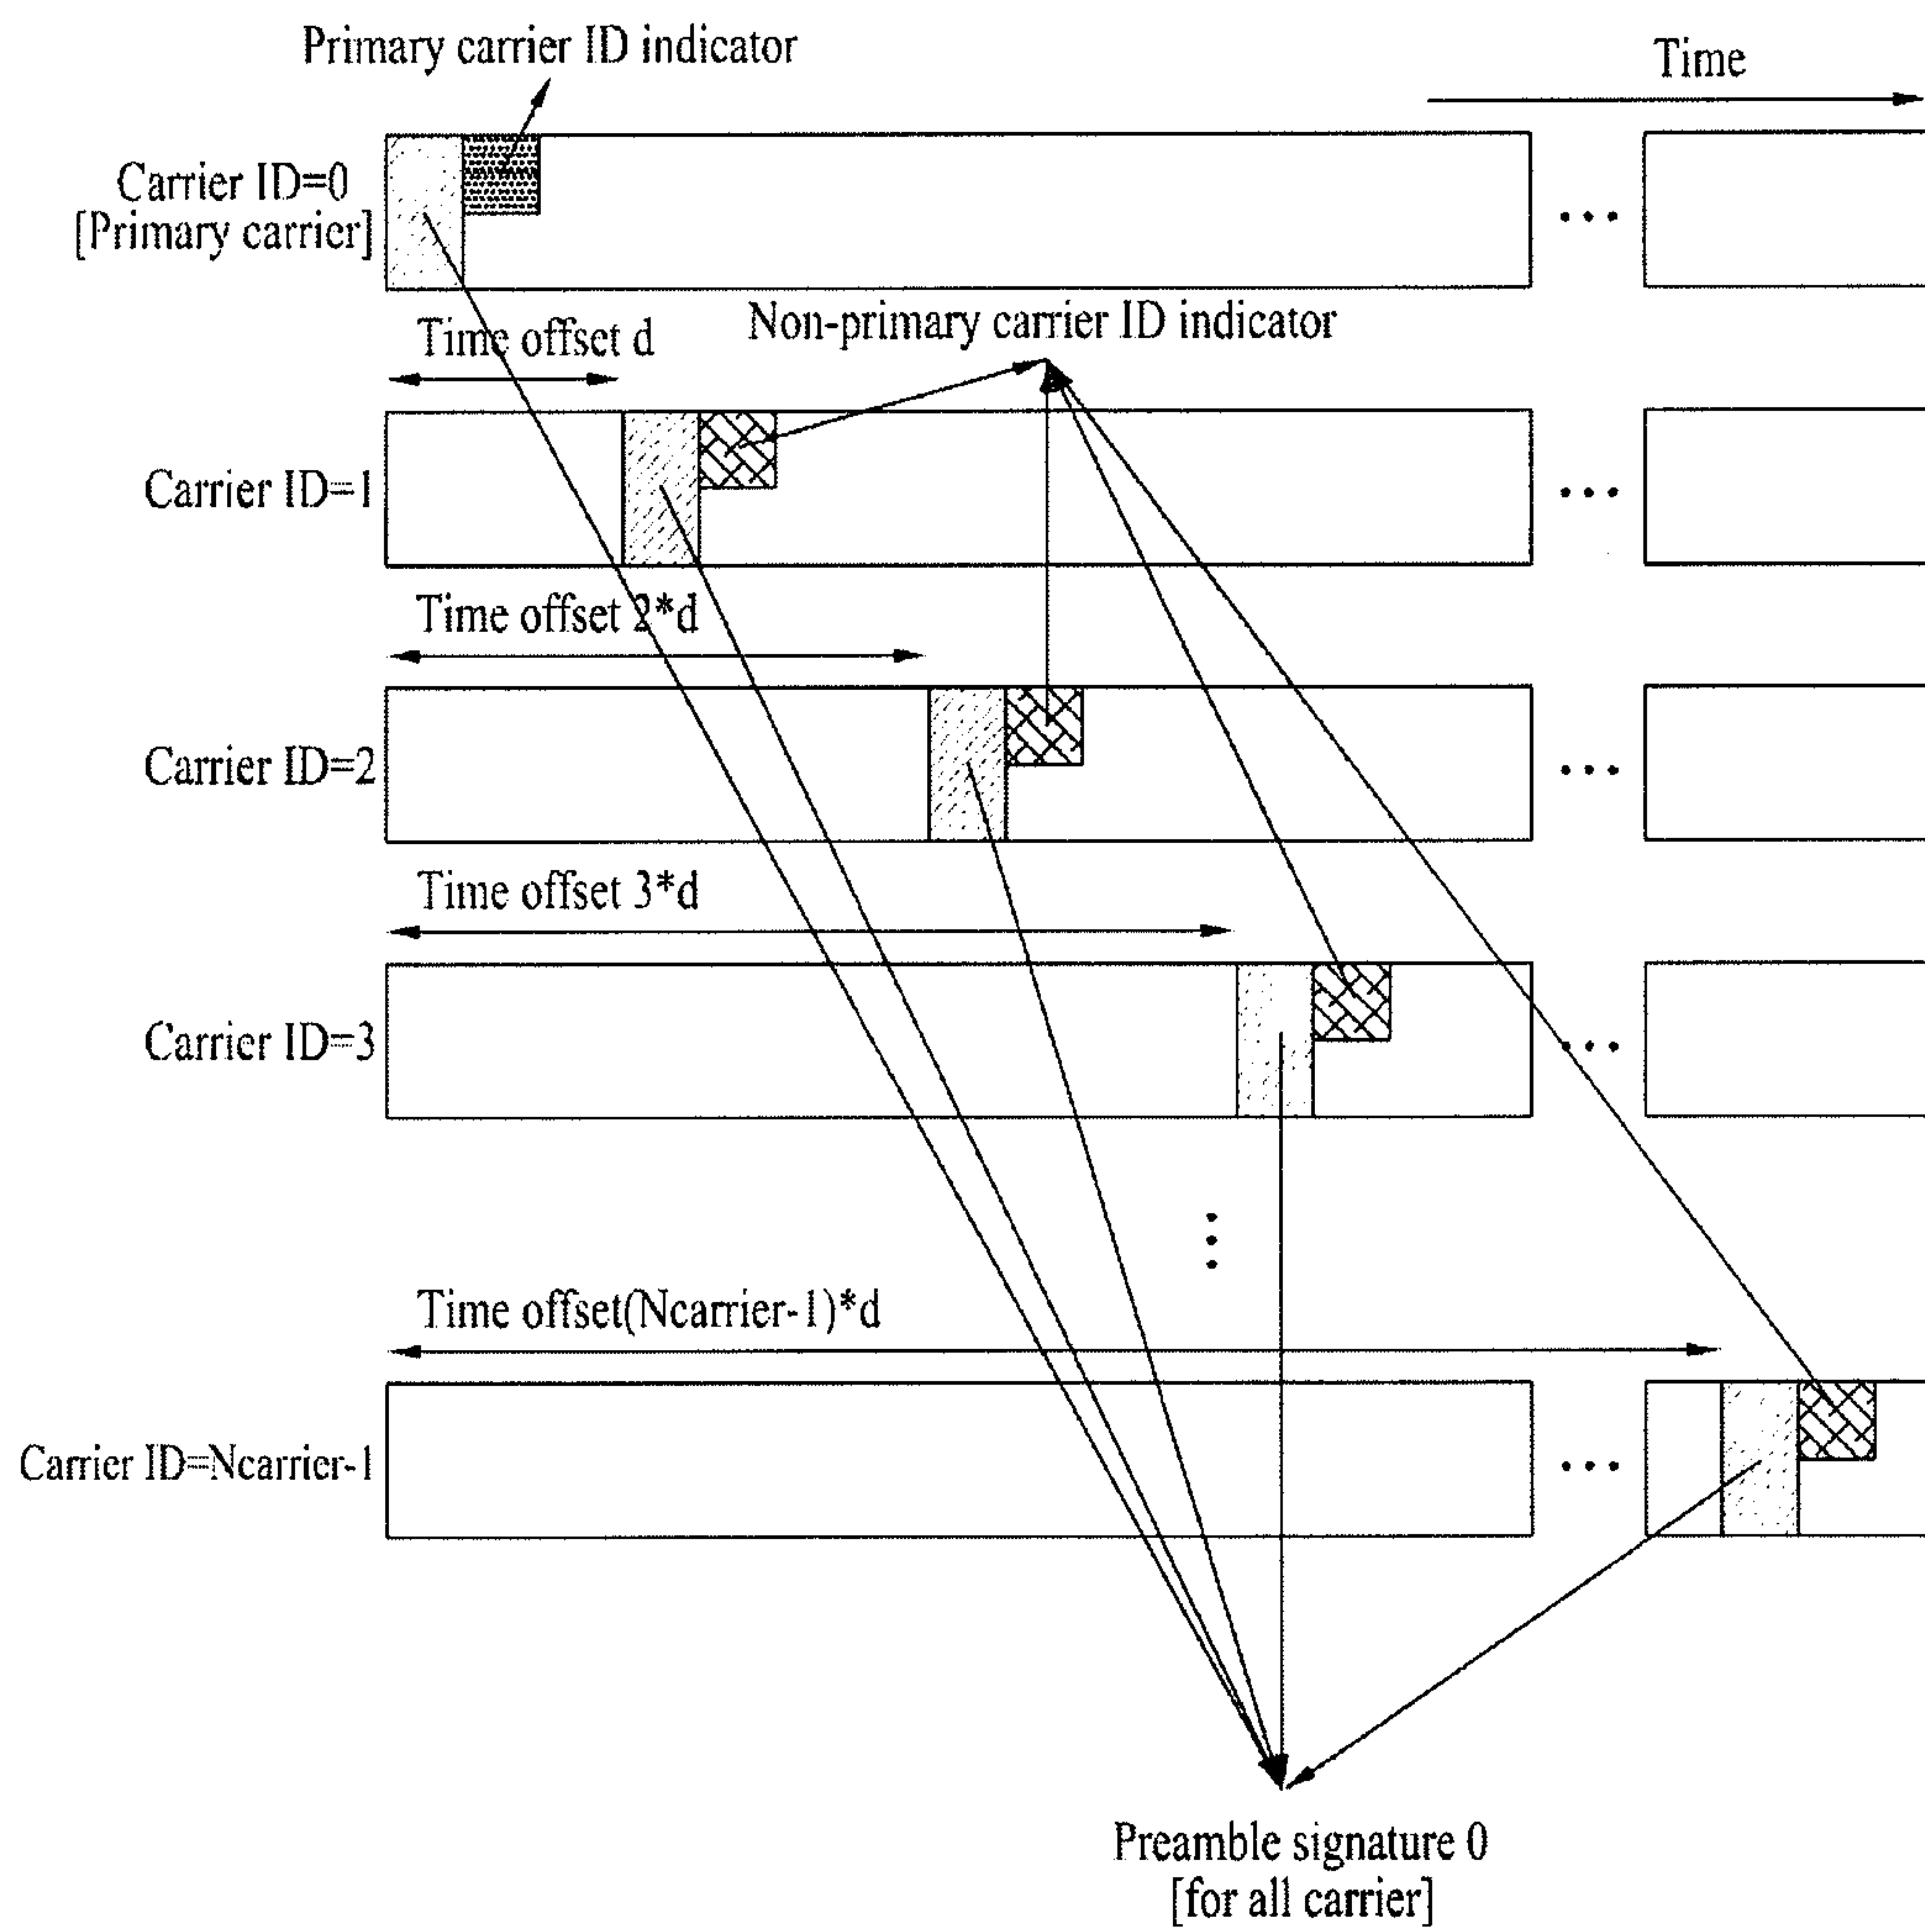 Primary carrier ID indicator
Time
Carrier ID=0
[Primary carrier]
Time offset d
Non-primary carrier ID indicator
Carrier ID=1
Time offset 2*d
Carrier ID=2
Time offset 3*d
Carrier ID=3
Time offset(Ncarrier-1)*d
Carrier ID=Ncarrier-1
Preamble signature 0
[for all carrier]